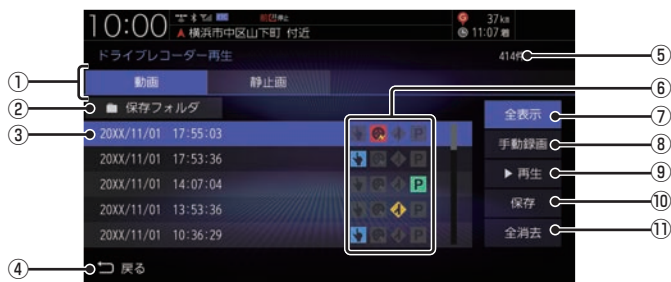 10:00
横浜市中区山下町 付近
37km
11:07着
ドライブレコーダー再生
414件
⑤
①
動画
静止画
⑥
②
保存フォルダ
全表示
⑦
③
20XX/11/01 17:55:03
手動録画
⑧
20XX/11/01 17:53:36
▶ 再生
⑨
20XX/11/01 14:07:04
P
保存
⑩
20XX/11/01 13:53:36
全消去
⑪
20XX/11/01 10:36:29
④
戻る